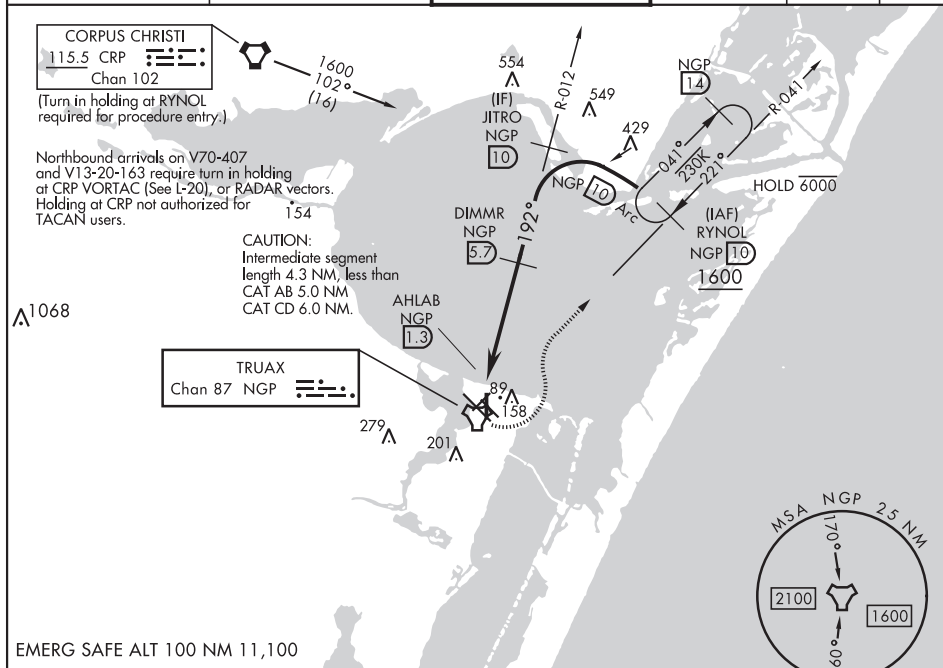 CORPUS CHRISTI
115.5 CRP
Chan 102
(Turn in holding at RYNOL
required for procedure entry.)
1600
102°
(16)
Northbound arrivals on V70-407
and V13-20-163 require turn in holding
at CRP VORTAC (See L-20), or RADAR vectors.
Holding at CRP not authorized for
TACAN users.
154
CAUTION:
Intermediate segment
length 4.3 NM, less than
CAT AB 5.0 NM
CAT CD 6.0 NM.
1068
554
(IF)
JITRO
NGP
10
R-012
549
429
NGP
14
R-041
041°
230K
221°
HOLD 6000
NGP 10 Arc
(IAF)
RYNOL
NGP 10
1600
DIMMR
NGP
5.7
192°
AHLAB
NGP
1.3
TRUAX
Chan 87 NGP
89
158
279
201
MSA NGP 25 NM
170°
2100
1600
EMERG SAFE ALT 100 NM 11,100